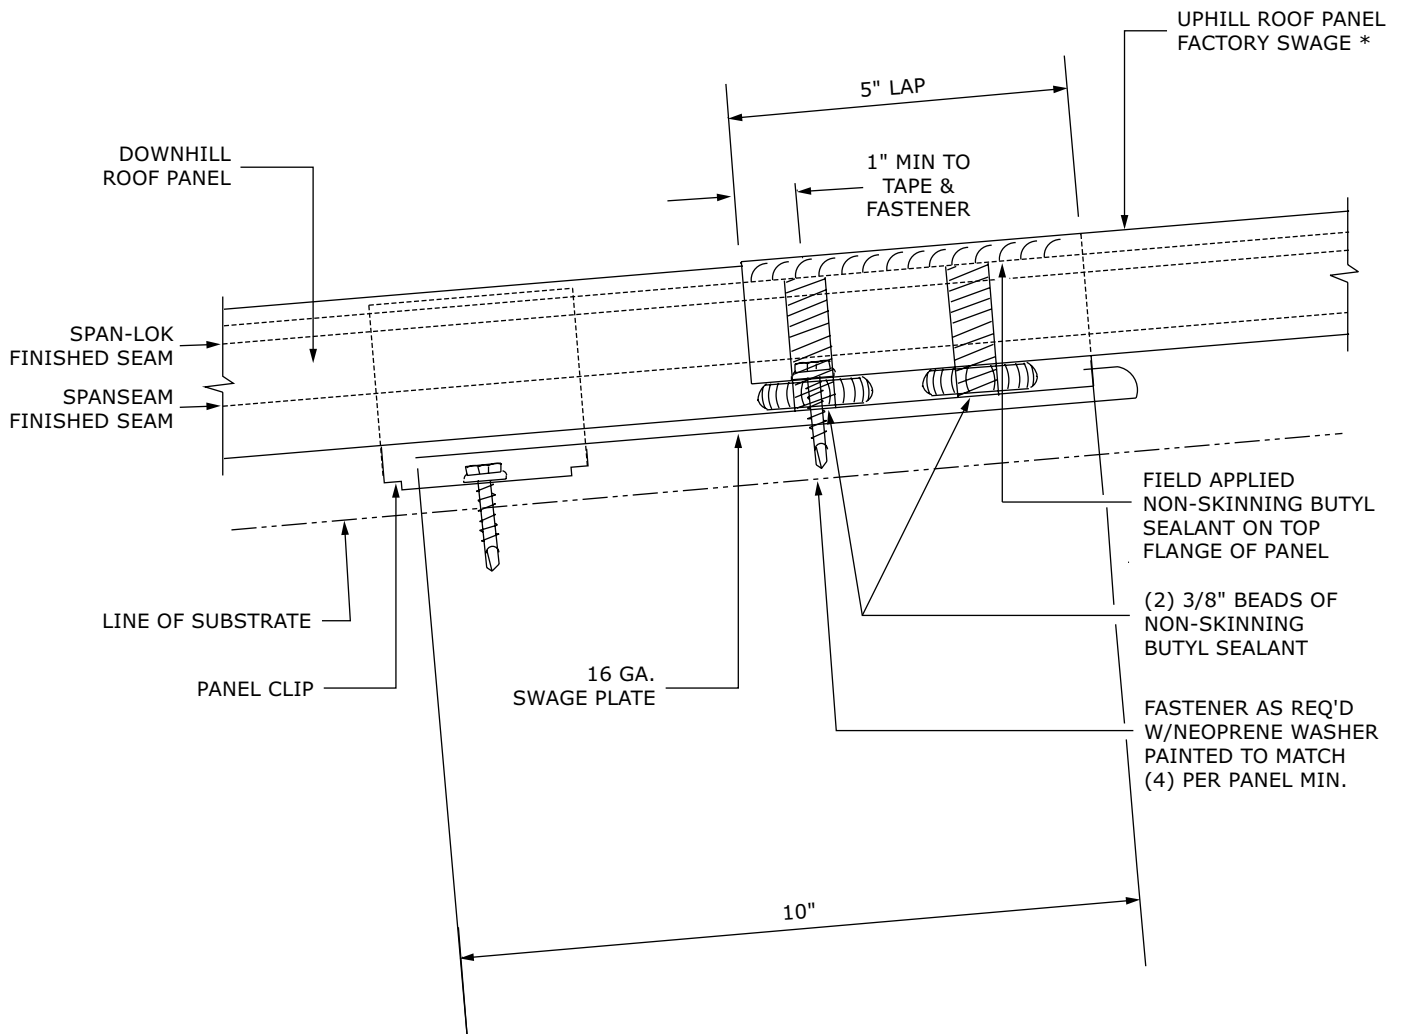 UPHILL ROOF PANEL
FACTORY SWAGE *
5" LAP
DOWNHILL
ROOF PANEL
1" MIN TO
TAPE &
FASTENER
SPAN-LOK
FINISHED SEAM
SPANSEAM
FINISHED SEAM
FIELD APPLIED
NON-SKINNING BUTYL
SEALANT ON TOP
FLANGE OF PANEL
LINE OF SUBSTRATE
(2) 3/8" BEADS OF
NON-SKINNING
BUTYL SEALANT
PANEL CLIP
16 GA.
SWAGE PLATE
FASTENER AS REQ'D
W/NEOPRENE WASHER
PAINTED TO MATCH
(4) PER PANEL MIN.
10"